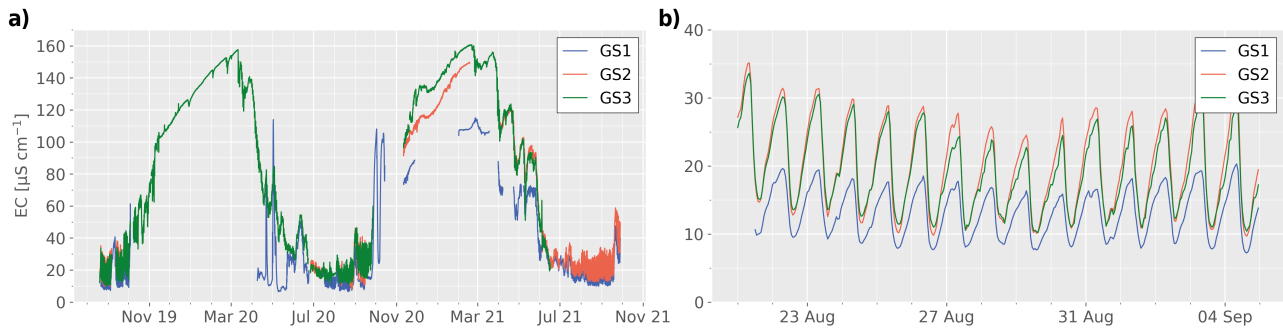 a)
EC [µS cm⁻¹]
160
140
120
100
80
60
40
20
0
Nov 19 Mar 20 Jul 20 Nov 20 Mar 21 Jul 21 Nov 21
GS1
GS2
GS3
b)
40
30
20
10
0
23 Aug 27 Aug 31 Aug 04 Sep
GS1
GS2
GS3